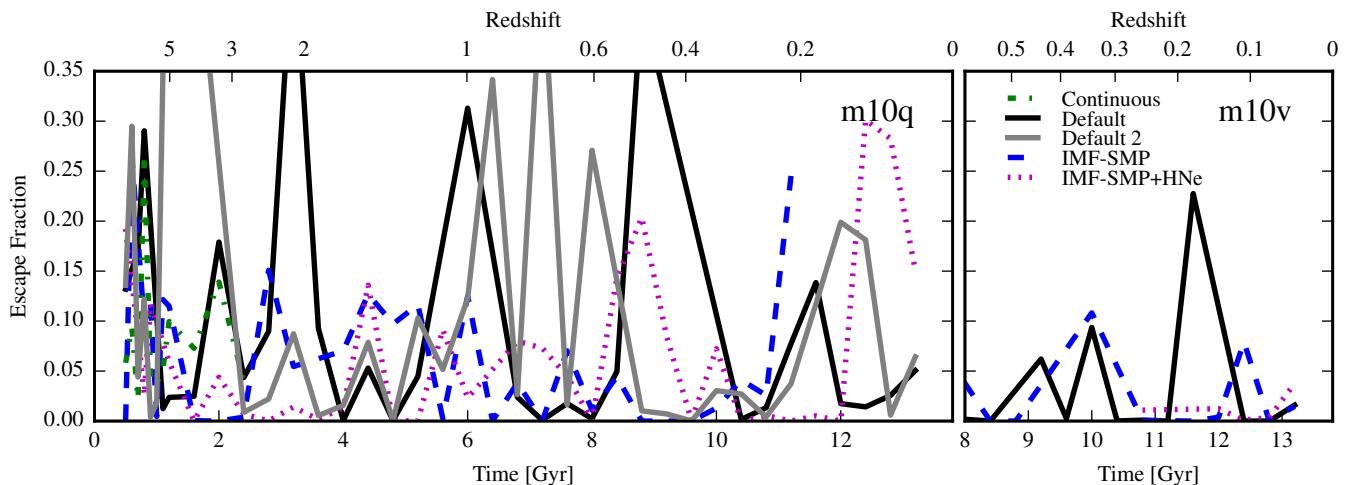 Redshift Redshift
5 3 2 1 0.6 0.4 0.2 0 0.5 0.4 0.3 0.2 0.1 0
0.35
0.30
0.25
0.20
0.15
0.10
0.05
0.00
Escape Fraction
m10q
Continuous
Default
Default 2
IMF-SMP
IMF-SMP+HNe
m10v
0 2 4 6 8 10 12 8 9 10 11 12 13
Time [Gyr] Time [Gyr]